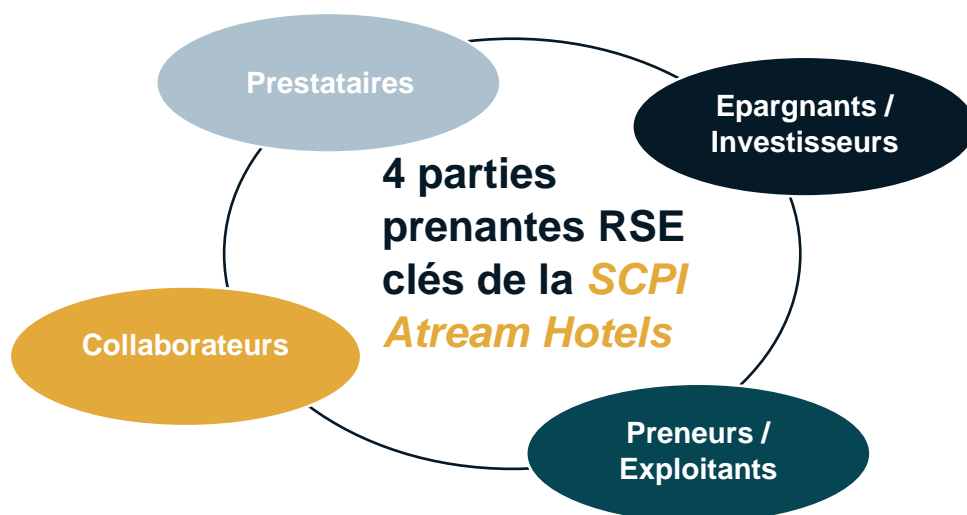 Prestataires
Epargnants /
Investisseurs
4 parties
prenantes RSE
clés de la SCPI
Atream Hotels
Collaborateurs
Preneurs /
Exploitants